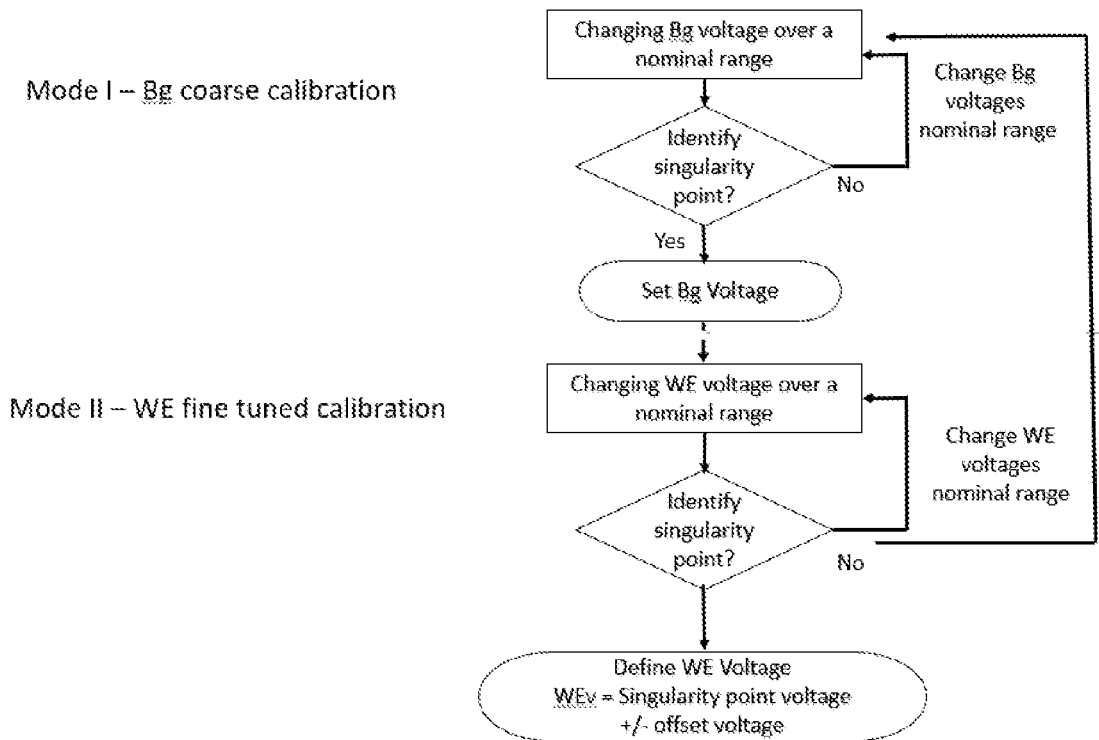 Changing Bg voltage over a
nominal range
Mode I – Bg coarse calibration
Change Bg
voltages
nominal range
Identify
singularity
point?
No
Yes
Set Bg Voltage
Changing WE voltage over a
nominal range
Mode II – WE fine tuned calibration
Change WE
voltages
nominal range
Identify
singularity
point?
No
Define WE Voltage
WEv = Singularity point voltage
+/- offset voltage